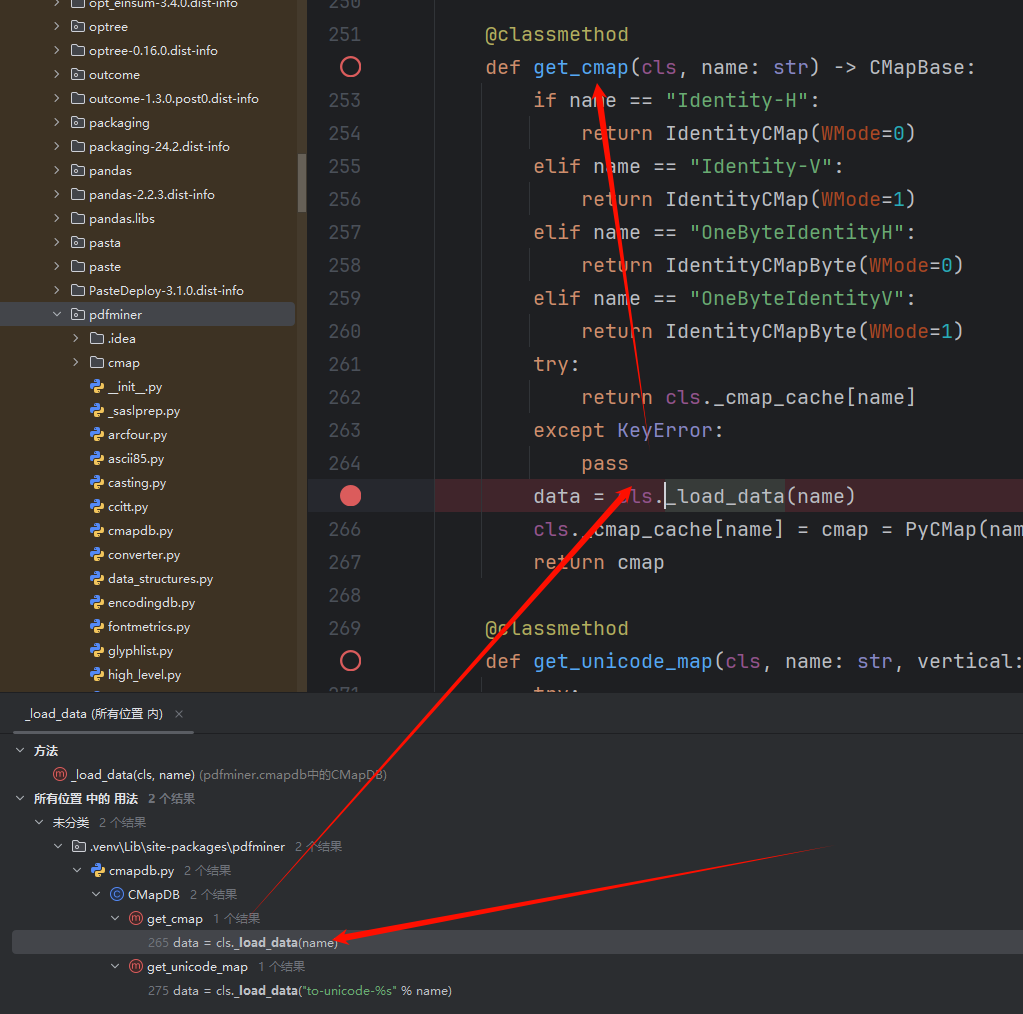 opt_einsum-3.4.0.dist-info
optree
optree-0.16.0.dist-info
outcome
outcome-1.3.0.post0.dist-info
packaging
packaging-24.2.dist-info
pandas
pandas-2.2.3.dist-info
pandas.libs
pasta
paste
PasteDeploy-3.1.0.dist-info
pdfminer
.idea
cmap
__init__.py
_saslprep.py
arcfour.py
ascii85.py
casting.py
ccitt.py
cmapdb.py
converter.py
data_structures.py
encodingdb.py
fontmetrics.py
glyphlist.py
high_level.py
250
251 @classmethod
def get_cmap(cls, name: str) -> CMapBase:
253 if name == "Identity-H":
254 return IdentityCMap(WMode=0)
255 elif name == "Identity-V":
256 return IdentityCMap(WMode=1)
257 elif name == "OneByteIdentityH":
258 return IdentityCMapByte(WMode=0)
259 elif name == "OneByteIdentityV":
260 return IdentityCMapByte(WMode=1)
261 try:
262 return cls._cmap_cache[name]
263 except KeyError:
264 pass
data = cls._load_data(name)
266 cls._cmap_cache[name] = cmap = PyCMap(nam
267 return cmap
268
269 @classmethod
def get_unicode_map(cls, name: str, vertical:
271 try:
_load_data (所有位置 内)
方法
_load_data(cls, name) (pdfminer.cmapdb中的CMapDB)
所有位置 中的 用法 2 个结果
未分类 2 个结果
.venv\Lib\site-packages\pdfminer 2 个结果
cmapdb.py 2 个结果
CMapDB 2 个结果
get_cmap 1 个结果
265 data = cls._load_data(name)
get_unicode_map 1 个结果
275 data = cls._load_data("to-unicode-%s" % name)